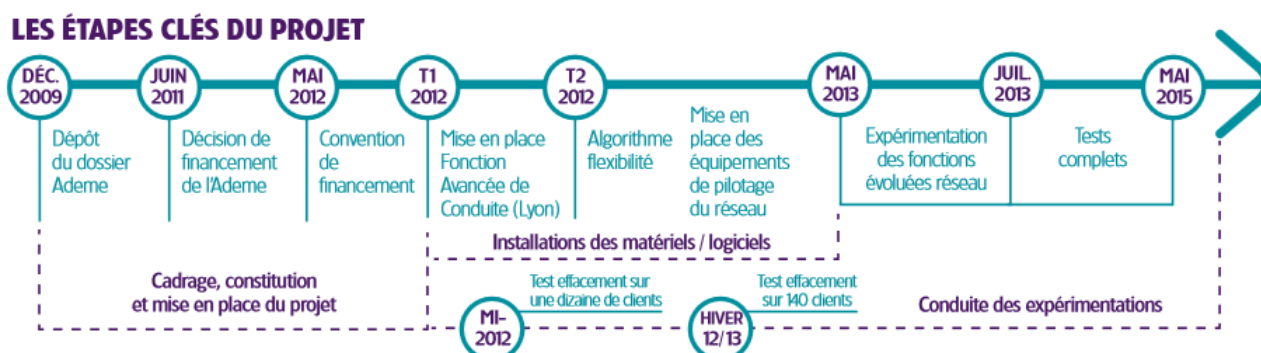 LES ÉTAPES CLÉS DU PROJET
DÉC.
2009
JUIN
2011
MAI
2012
T1
2012
T2
2012
MAI
2013
JUIL.
2013
MAI
2015
Dépôt
du dossier
Ademe
Décision de
financement
de l'Ademe
Convention
de
financement
Mise en place
Fonction
Avancée de
Conduite (Lyon)
Algorithme
flexibilité
Mise en
place des
équipements
de pilotage
du réseau
Expérimentation
des fonctions
évoluées réseau
Tests
complets
Installations des matériels / logiciels
Cadrage, constitution
et mise en place du projet
MI-
2012
Test effacement sur
une dizaine de clients
HIVER
12/13
Test effacement
sur 140 clients
Conduite des expérimentations